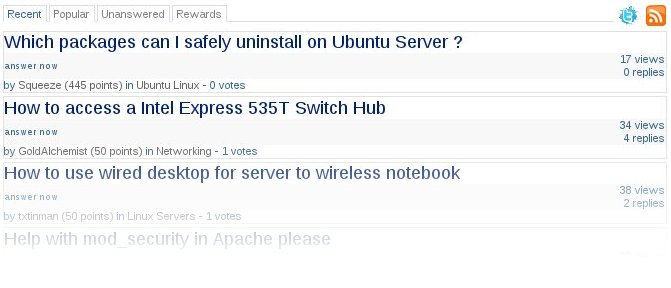 Recent Popular Unanswered Rewards
Which packages can I safely uninstall on Ubuntu Server ?
answer now
17 views
0 replies
by Squeeze (445 points) in Ubuntu Linux - 0 votes
How to access a Intel Express 535T Switch Hub
answer now
34 views
4 replies
by GoldAlchemist (50 points) in Networking - 1 votes
How to use wired desktop for server to wireless notebook
answer now
38 views
2 replies
by txtinman (50 points) in Linux Servers - 1 votes
Help with mod_security in Apache please